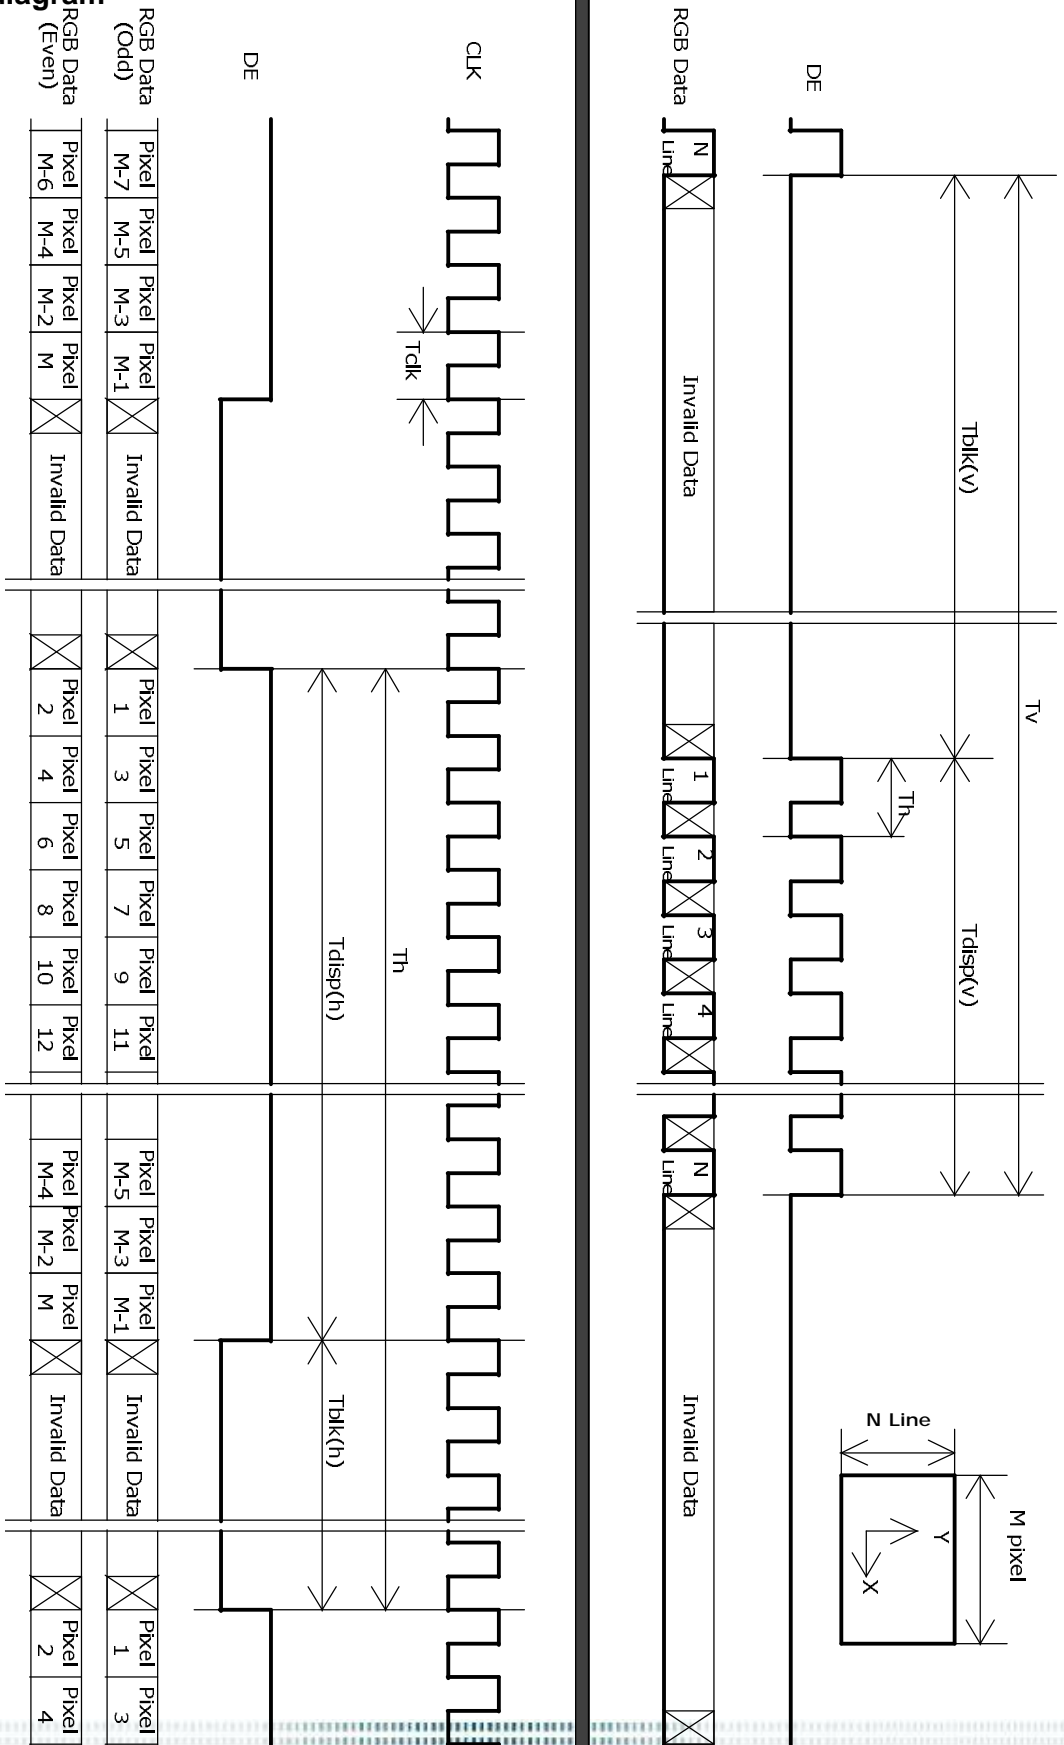 iagram
M pixel
N Line
Y
X
Tv
Tblk(v)
Tdisp(v)
Th
DE
RGB Data
N
Line
Invalid Data
1
Line
2
Line
3
Line
4
Line
N
Line
Invalid Data
CLK
Tclk
Th
Tdisp(h)
Tblk(h)
DE
RGB Data
(Odd)
Pixel
M-7
Pixel
M-5
Pixel
M-3
Pixel
M-1
Invalid Data
Pixel
1
Pixel
3
Pixel
5
Pixel
7
Pixel
9
Pixel
11
Pixel
M-5
Pixel
M-3
Pixel
M-1
Invalid Data
Pixel
1
Pixel
3
RGB Data
(Even)
Pixel
M-6
Pixel
M-4
Pixel
M-2
Pixel
M
Invalid Data
Pixel
2
Pixel
4
Pixel
6
Pixel
8
Pixel
10
Pixel
12
Pixel
M-4
Pixel
M-2
Pixel
M
Invalid Data
Pixel
2
Pixel
4